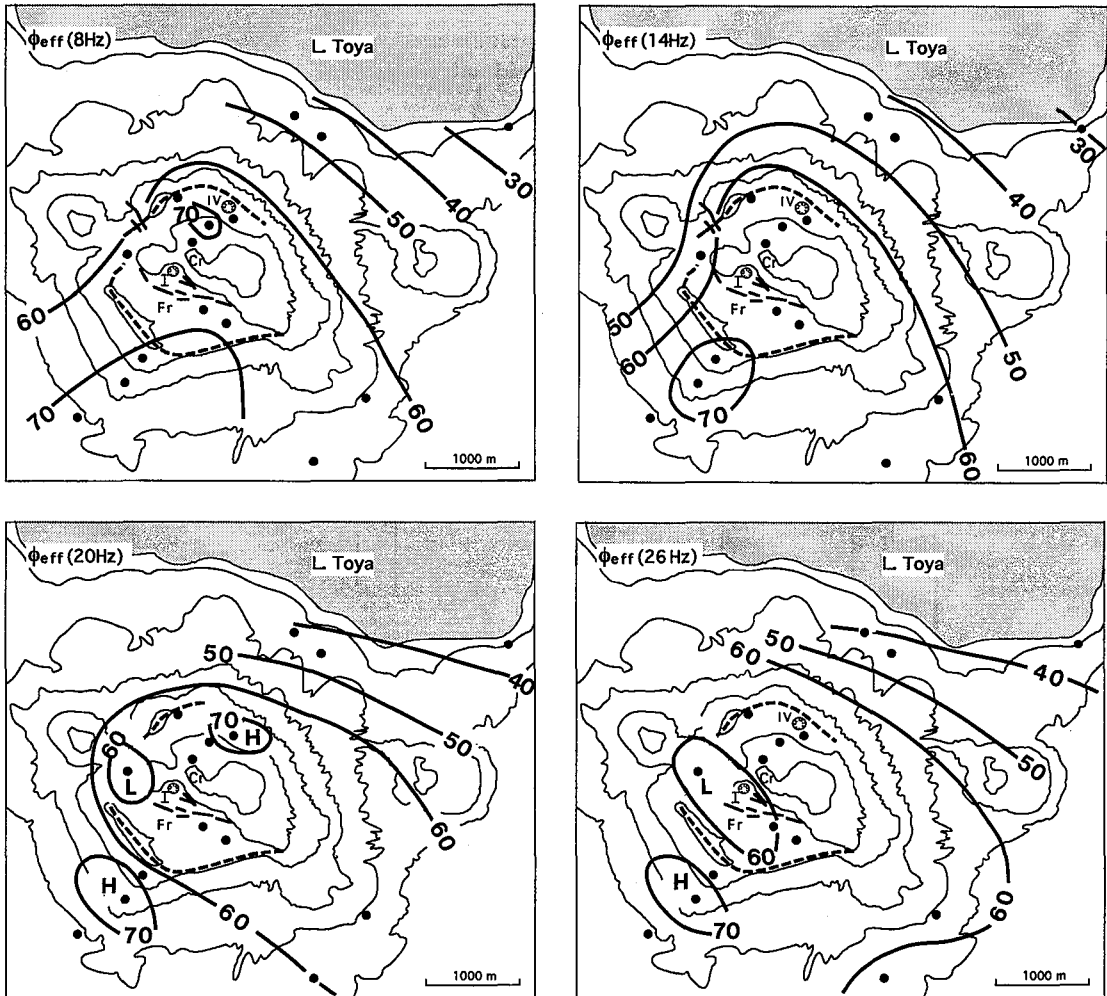 ϕeff (8Hz)
L. Toya
50
40
30
IV
70
Cr
I
Fr
60
70
60
1000 m
ϕeff (14Hz)
L. Toya
30
40
IV
Cr
I
Fr
50
60
50
70
60
1000 m
ϕeff (20Hz)
L. Toya
50
40
70
H
60
L
Cr
I
50
Fr
60
H
60
70
1000 m
ϕeff (26Hz)
L. Toya
50
60
40
IV
50
L
Cr
I
Fr
60
H
60
70
1000 m